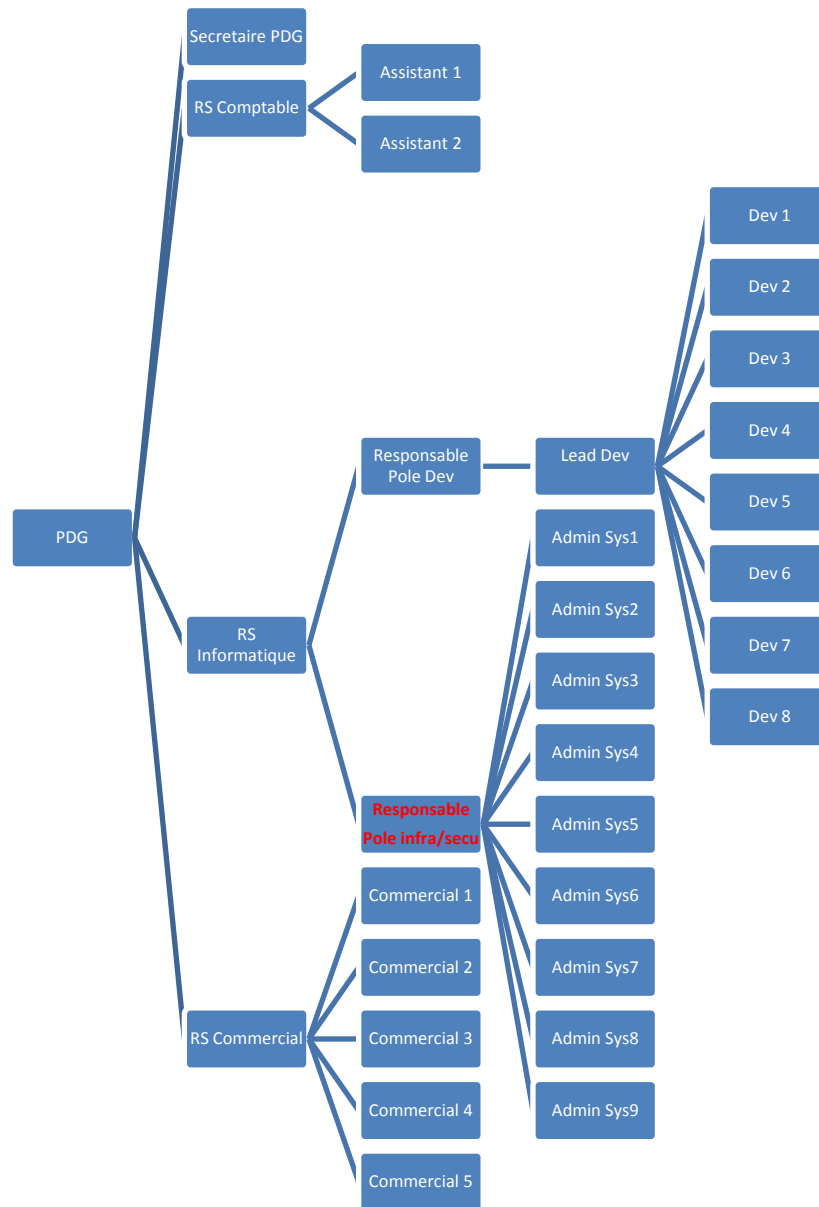 Secretaire PDG
RS Comptable
Assistant 1
Assistant 2
PDG
RS
Informatique
Responsable
Pole Dev
Lead Dev
Dev 1
Dev 2
Dev 3
Dev 4
Dev 5
Dev 6
Dev 7
Dev 8
Responsable
Pole infra/secu
Admin Sys1
Admin Sys2
Admin Sys3
Admin Sys4
Admin Sys5
Admin Sys6
Admin Sys7
Admin Sys8
Admin Sys9
RS Commercial
Commercial 1
Commercial 2
Commercial 3
Commercial 4
Commercial 5